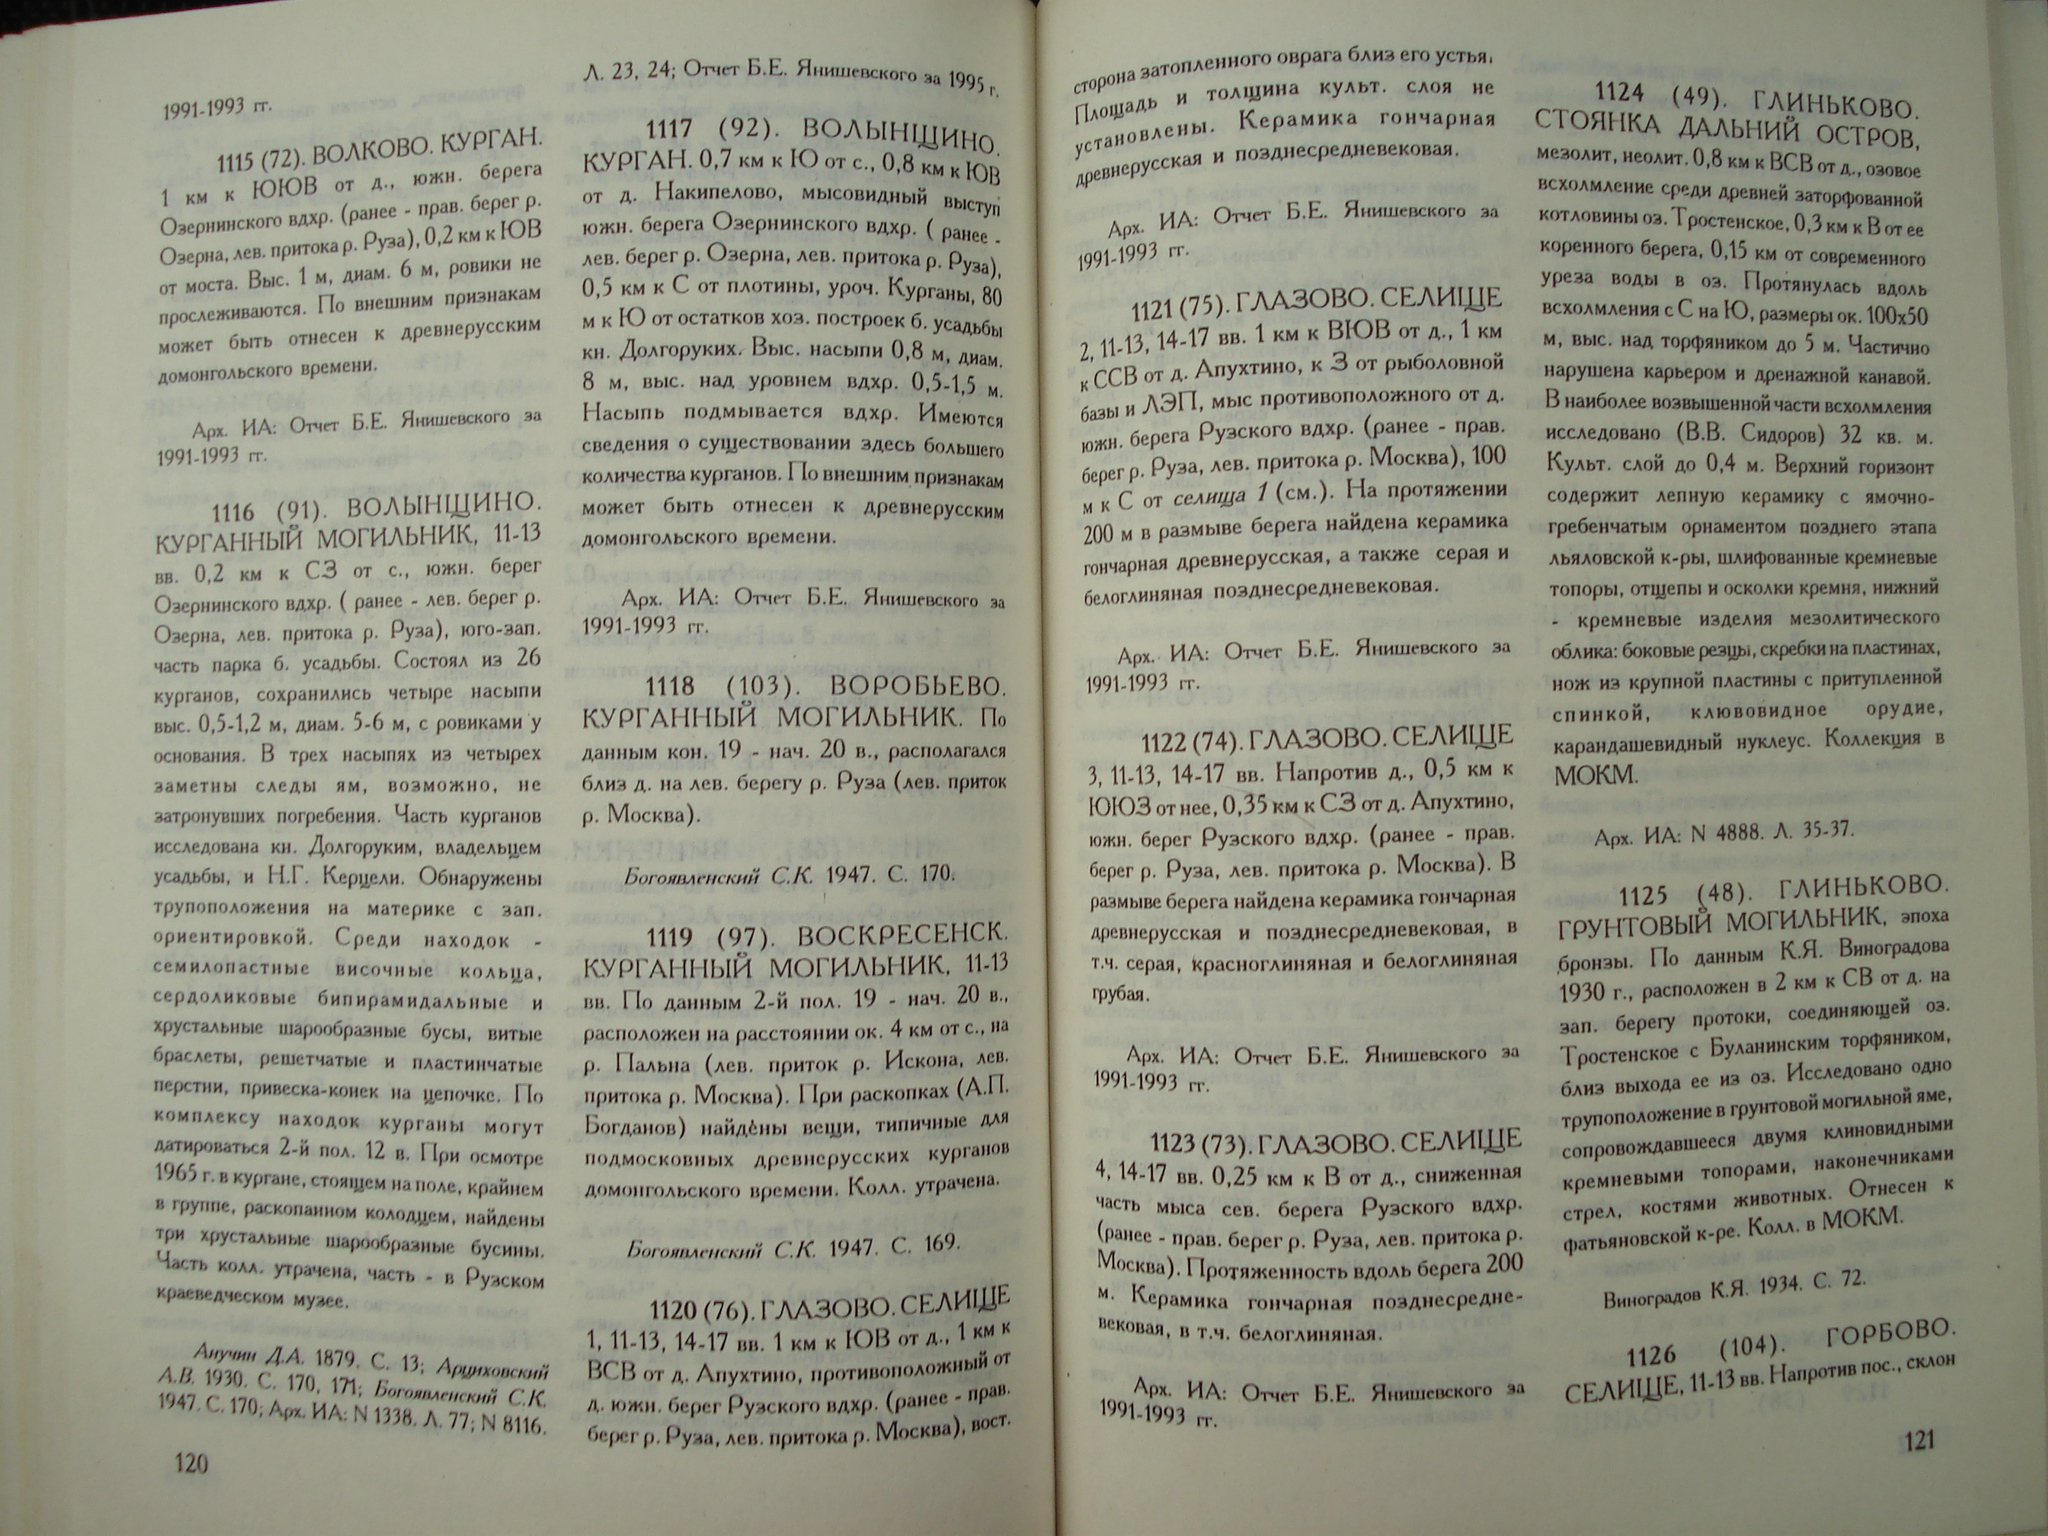 1991-1993 гг.
1115 (72). ВОЛКОВО. КУРГАН.
1 км к ЮЮВ от д., южн. берега
Озернинского вдхр. (ранее - прав. берег р.
Озерна, лев. притока р. Руза), 0,2 км к ЮВ
от моста. Выс. 1 м, диам. 6 м, ровики не
прослеживаются. По внешним признакам
может быть отнесен к древнерусским
домонгольского времени.
Арх. ИА: Отчет Б.Е. Янишевского за
1991-1993 гг.
1116 (91). ВОЛЫНЩИНО.
КУРГАННЫЙ МОГИЛЬНИК, 11-13
вв. 0,2 км к СЗ от с., южн. берег
Озернинского вдхр. ( ранее - лев. берег р.
Озерна, лев. притока р. Руза), юго-зап.
часть парка б. усадьбы. Состоял из 26
курганов, сохранились четыре насыпи
выс. 0,5-1,2 м, диам. 5-6 м, с ровиками у
основания. В трех насыпях из четырех
заметны следы ям, возможно, не
затронувших погребения. Часть курганов
исследована кн. Долгоруким, владельцем
усадьбы, и Н.Г. Керцели. Обнаружены
трупоположения на материке с зап.
ориентировкой. Среди находок -
семилопастные височные кольца,
сердоликовые бипирамидальные и
хрустальные шарообразные бусы, витые
браслеты, решетчатые и пластинчатые
перстни, привеска-конек на цепочке. По
комплексу находок курганы могут
датироваться 2-й пол. 12 в. При осмотре
1965 г. в кургане, стоящем на поле, крайнем
в группе, раскопанном колодцем, найдены
три хрустальные шарообразные бусины.
Часть колл. утрачена, часть - в Рузском
краеведческом музее.
Анучин Д.А. 1879. С. 13; Арциховский
А.В. 1930. С. 170, 171; Богоявленский С.К.
1947. С. 170; Арх. ИА: N 1338. Л. 77; N 8116.
120
Л. 23, 24; Отчет Б.Е. Янишевского за 1995 г.
1117 (92). ВОЛЫНЩИНО.
КУРГАН. 0,7 км к Ю от с., 0,8 км к ЮВ
от д. Накипелово, мысовидный выступ
южн. берега Озернинского вдхр. ( ранее -
лев. берег р. Озерна, лев. притока р. Руза),
0,5 км к С от плотины, уроч. Курганы, 80
м к Ю от остатков хоз. построек б. усадьбы
кн. Долгоруких. Выс. насыпи 0,8 м, диам.
8 м, выс. над уровнем вдхр. 0,5-1,5 м.
Насыпь подмывается вдхр. Имеются
сведения о существовании здесь большего
количества курганов. По внешним признакам
может быть отнесен к древнерусским
домонгольского времени.
Арх. ИА: Отчет Б.Е. Янишевского за
1991-1993 гг.
1118 (103). ВОРОБЬЕВО.
КУРГАННЫЙ МОГИЛЬНИК. По
данным кон. 19 - нач. 20 в., располагался
близ д. на лев. берегу р. Руза (лев. приток
р. Москва).
Богоявленский С.К. 1947. С. 170.
1119 (97). ВОСКРЕСЕНСК.
КУРГАННЫЙ МОГИЛЬНИК, 11-13
вв. По данным 2-й пол. 19 - нач. 20 в.,
расположен на расстоянии ок. 4 км от с., на
р. Пальна (лев. приток р. Искона, лев.
притока р. Москва). При раскопках (А.П.
Богданов) найдены вещи, типичные для
подмосковных древнерусских курганов
домонгольского времени. Колл. утрачена.
Богоявленский С.К. 1947. С. 169.
1120 (76). ГЛАЗОВО. СЕЛИЩЕ
1, 11-13, 14-17 вв. 1 км к ЮВ от д., 1 км к
ВСВ от д. Апухтино, противоположный от
д. южн. берег Рузского вдхр. (ранее - прав.
берег р. Руза, лев. притока р. Москва), вост.
сторона затопленного оврага близ его устья.
Площадь и толщина культ. слоя не
установлены. Керамика гончарная
древнерусская и позднесредневековая.
Арх. ИА: Отчет Б.Е. Янишевского за
1991-1993 гг.
1121 (75). ГЛАЗОВО. СЕЛИЩЕ
2, 11-13, 14-17 вв. 1 км к ВЮВ от д., 1 км
к ССВ от д. Апухтино, к З от рыболовной
базы и ЛЭП, мыс противоположного от д.
южн. берега Рузского вдхр. (ранее - прав.
берег р. Руза, лев. притока р. Москва), 100
м к С от селища 1 (см.). На протяжении
200 м в размыве берега найдена керамика
гончарная древнерусская, а также серая и
белоглиняная позднесредневековая.
Арх. ИА: Отчет Б.Е. Янишевского за
1991-1993 гг.
1122 (74). ГЛАЗОВО. СЕЛИЩЕ
3, 11-13, 14-17 вв. Напротив д., 0,5 км к
ЮЮЗ от нее, 0,35 км к СЗ от д. Апухтино,
южн. берег Рузского вдхр. (ранее - прав.
берег р. Руза, лев. притока р. Москва). В
размыве берега найдена керамика гончарная
древнерусская и позднесредневековая, в
т.ч. серая, красноглиняная и белоглиняная
грубая.
Арх. ИА: Отчет Б.Е. Янишевского за
1991-1993 гг.
1123 (73). ГЛАЗОВО. СЕЛИЩЕ
4, 14-17 вв. 0,25 км к В от д., сниженная
часть мыса сев. берега Рузского вдхр.
(ранее - прав. берег р. Руза, лев. притока р.
Москва). Протяженность вдоль берега 200
м. Керамика гончарная позднесредне-
вековая, в т.ч. белоглиняная.
Арх. ИА: Отчет Б.Е. Янишевского за
1991-1993 гг.
1124 (49). ГЛИНЬКОВО.
СТОЯНКА ДАЛЬНИЙ ОСТРОВ,
мезолит, неолит. 0,8 км к ВСВ от д., озовое
всхолмление среди древней заторфованной
котловины оз. Тростенское, 0,3 км к В от ее
коренного берега, 0,15 км от современного
уреза воды в оз. Протянулась вдоль
всхолмления с С на Ю, размеры ок. 100х50
м, выс. над торфяником до 5 м. Частично
нарушена карьером и дренажной канавой.
В наиболее возвышенной части всхолмления
исследовано (В.В. Сидоров) 32 кв. м.
Культ. слой до 0,4 м. Верхний горизонт
содержит лепную керамику с ямочно-
гребенчатым орнаментом позднего этапа
льяловской к-ры, шлифованные кремневые
топоры, отщепы и осколки кремня, нижний
- кремневые изделия мезолитического
облика: боковые резцы, скребки на пластинах,
нож из крупной пластины с притупленной
спинкой, клювовидное орудие,
карандашевидный нуклеус. Коллекция в
МОКМ.
Арх. ИА: N 4888. Л. 35-37.
1125 (48). ГЛИНЬКОВО.
ГРУНТОВЫЙ МОГИЛЬНИК, эпоха
бронзы. По данным К.Я. Виноградова
1930 г., расположен в 2 км к СВ от д. на
зап. берегу протоки, соединяющей оз.
Тростенское с Буланинским торфяником,
близ выхода ее из оз. Исследовано одно
трупоположение в грунтовой могильной яме,
сопровождавшееся двумя клиновидными
кремневыми топорами, наконечниками
стрел, костями животных. Отнесен к
фатьяновской к-ре. Колл. в МОКМ.
Виноградов К.Я. 1934. С. 72.
1126 (104). ГОРБОВО.
СЕЛИЩЕ, 11-13 вв. Напротив пос., склон
121